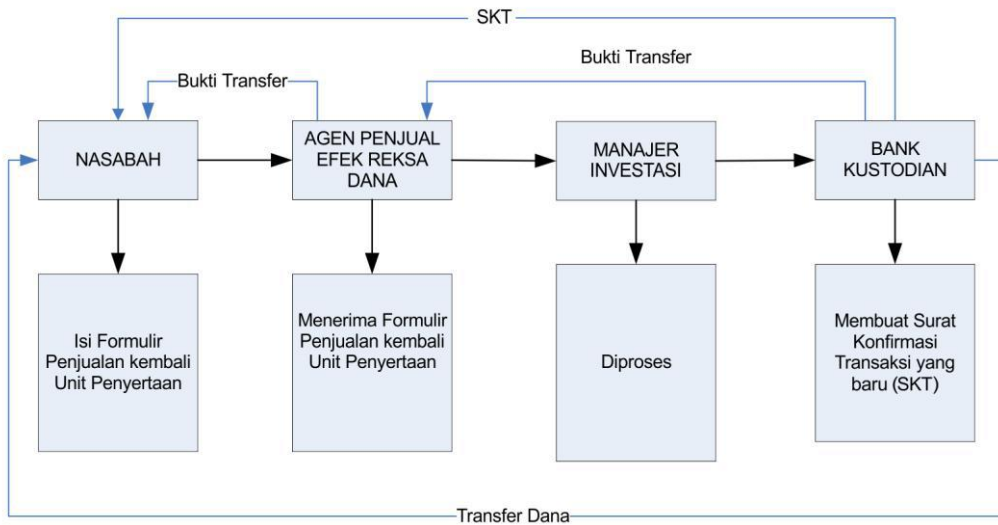 SKT
Bukti Transfer
Bukti Transfer
NASABAH
AGEN PENJUAL
EFEK REKSA
DANA
MANAJER
INVESTASI
BANK
KUSTODIAN
Isi Formulir
Penjualan kembali
Unit Penyertaan
Menerima Formulir
Penjualan kembali
Unit Penyertaan
Diproses
Membuat Surat
Konfirmasi
Transaksi yang
baru (SKT)
Transfer Dana